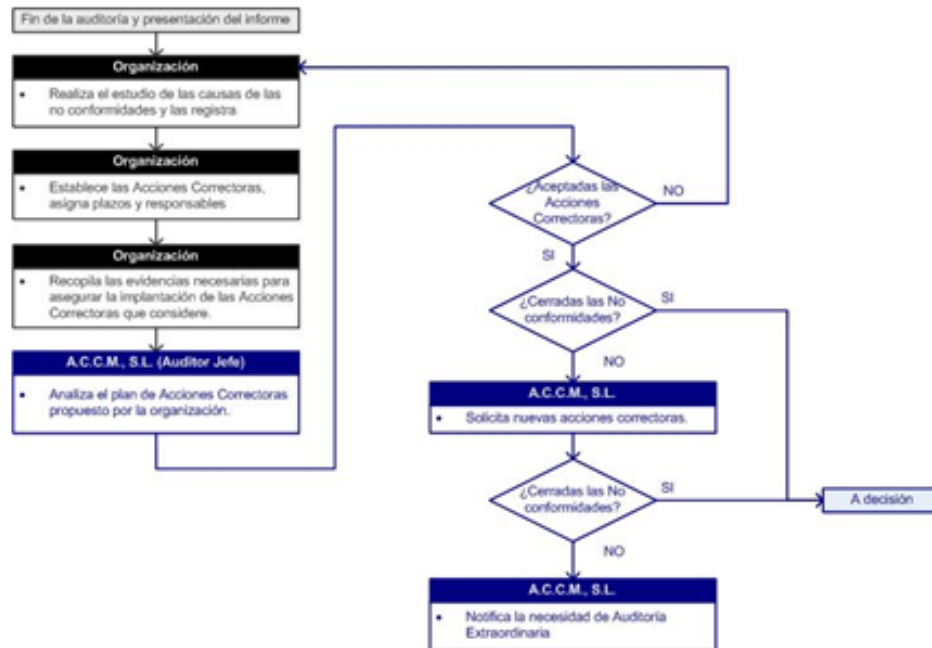 Fin de la auditoría y presentación del informe
Organización
• Realiza el estudio de las causas de las
no conformidades y las registra
Organización
• Establece las Acciones Correctoras,
asigna plazos y responsables
Organización
• Recopila las evidencias necesarias para
asegurar la implantación de las Acciones
Correctoras que considere.
A.C.C.M., S.L. (Auditor Jefe)
• Analiza el plan de Acciones Correctoras
propuesto por la organización.
¿Aceptadas las
Acciones
Correctoras?
NO
SI
¿Cerradas las No
conformidades?
SI
NO
A.C.C.M., S.L.
• Solicita nuevas acciones correctoras.
¿Cerradas las No
conformidades?
SI
A decisión
NO
A.C.C.M., S.L.
• Notifica la necesidad de Auditoría
Extraordinaria